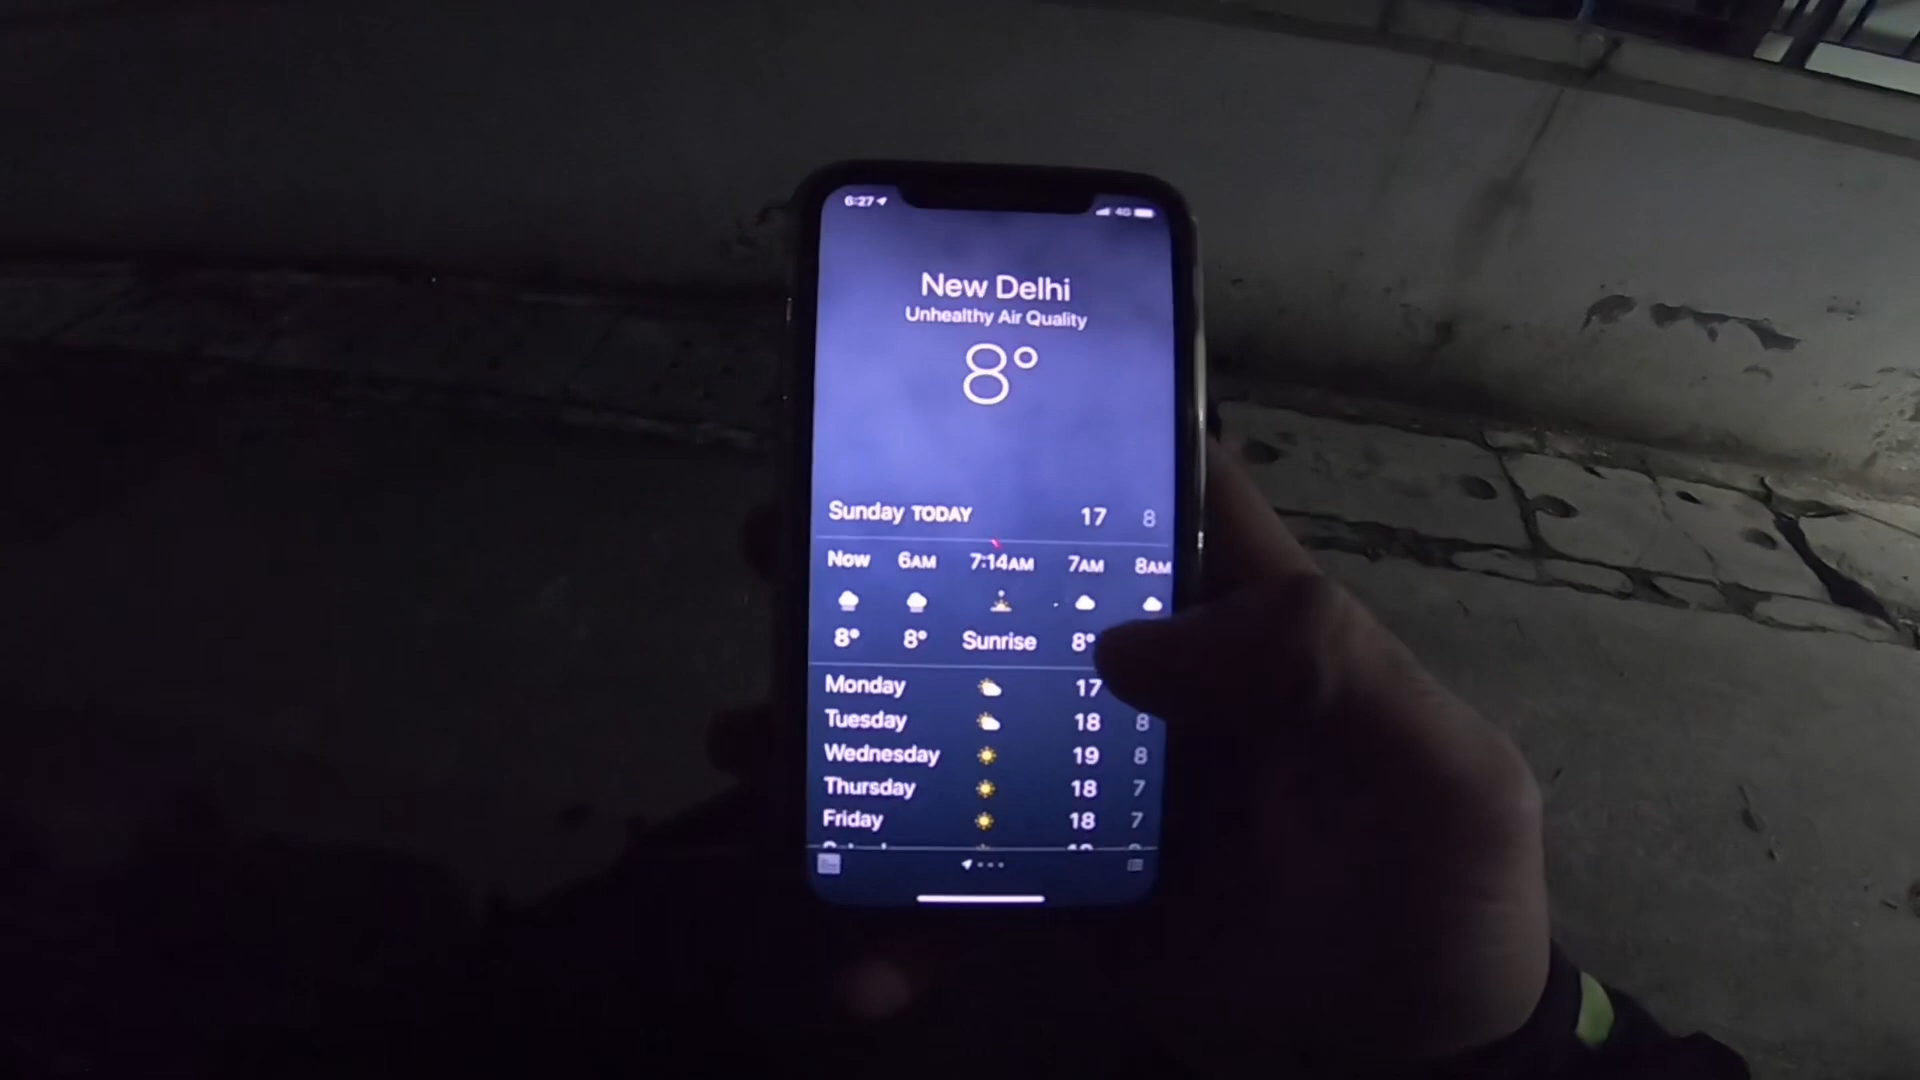 6:27 4G
New Delhi
Unhealthy Air Quality
8°
Sunday TODAY 17 8
Now 6AM 7:14AM 7AM 8AM
8° 8° Sunrise 8°
Monday 17
Tuesday 18 8
Wednesday 19 8
Thursday 18 7
Friday 18 7